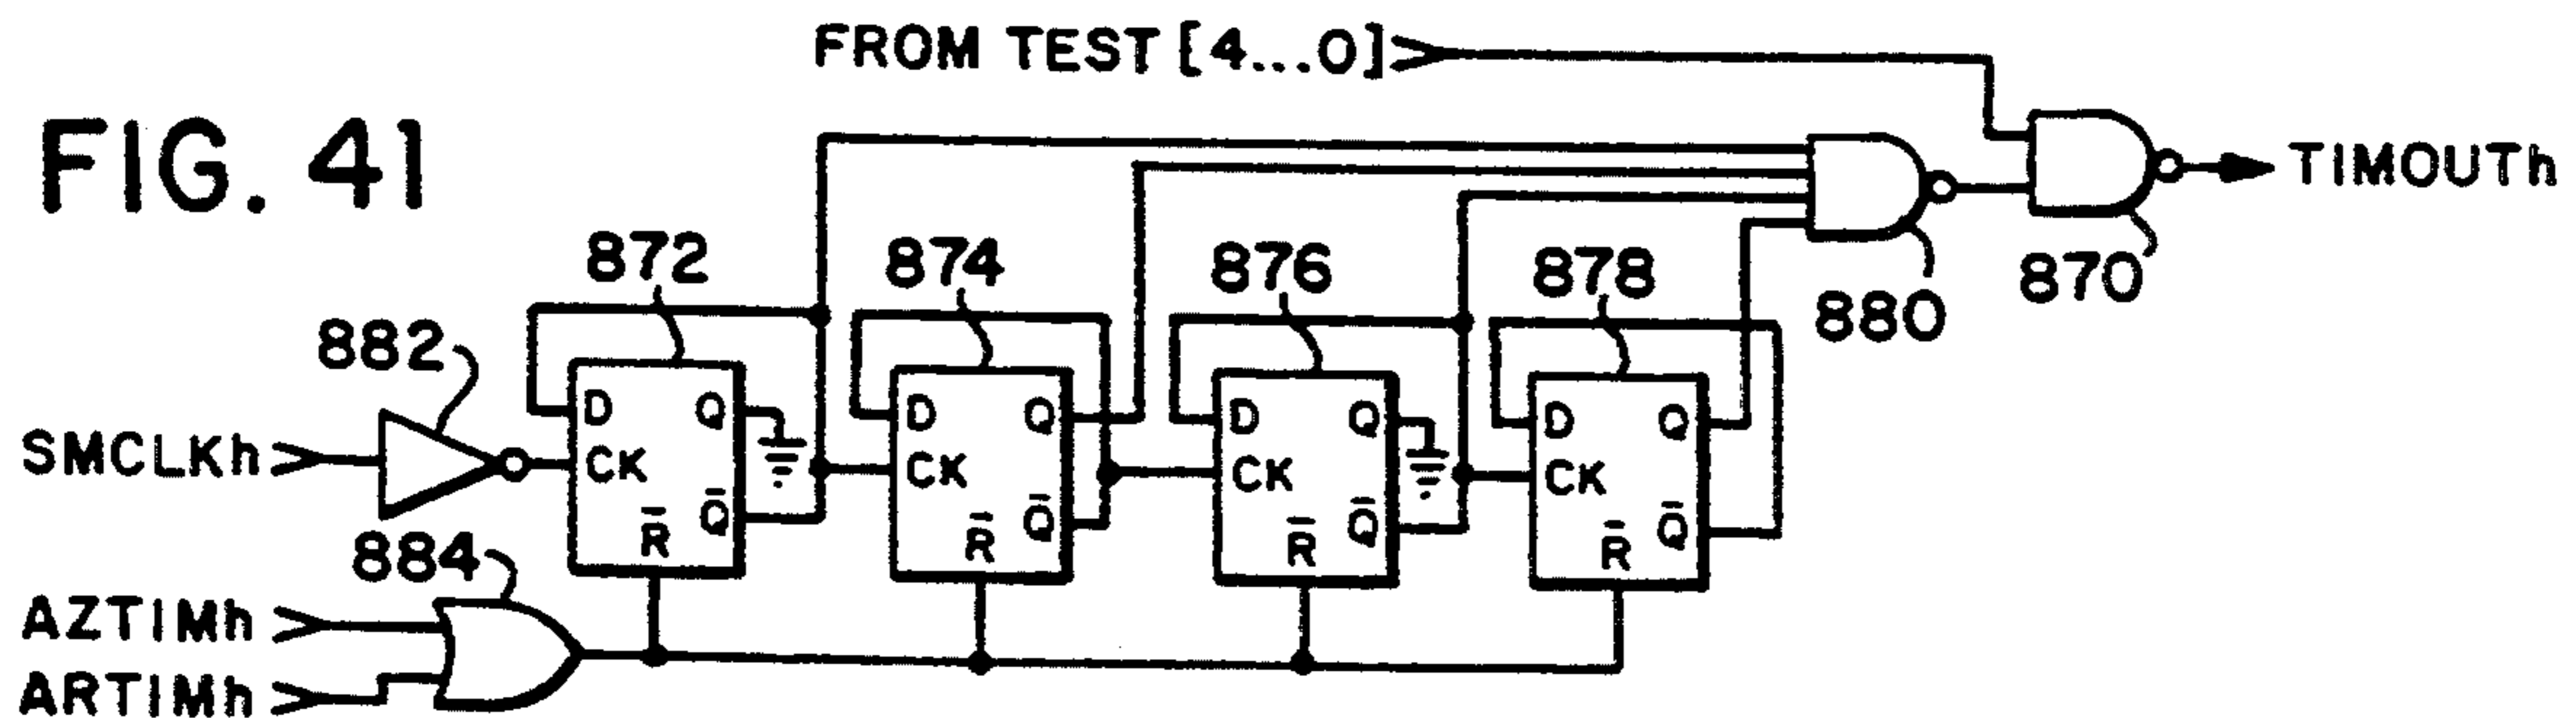 FROM TEST [4...0]
FIG. 41
TIMOUTh
872
874
876
878
880
870
882
D
Q
CK
R̅
Q̅
D
Q
CK
R̅
Q̅
D
Q
CK
R̅
Q̅
D
Q
CK
R̅
Q̅
SMCLKh
884
AZTIMh
ARTIMh